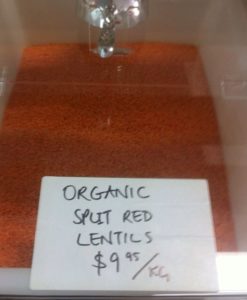 ORGANIC
SPLIT RED
LENTILS
$9.95/KG